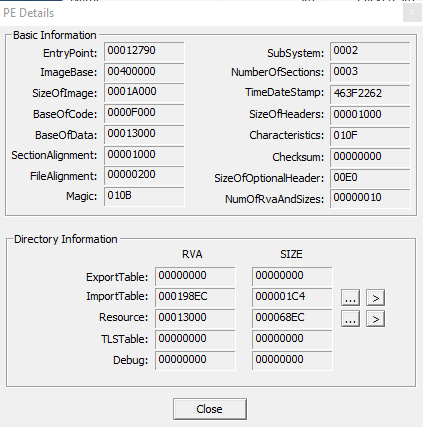 PE Details
Basic Information
EntryPoint: 00012790
SubSystem: 0002
ImageBase: 00400000
NumberOfSections: 0003
SizeOfImage: 0001A000
TimeDateStamp: 463F2262
BaseOfCode: 0000F000
SizeOfHeaders: 00001000
BaseOfData: 00013000
Characteristics: 010F
SectionAlignment: 00001000
Checksum: 00000000
FileAlignment: 00000200
SizeOfOptionalHeader: 00E0
Magic: 010B
NumOfRvaAndSizes: 00000010
Directory Information
RVA SIZE
ExportTable: 00000000 00000000
ImportTable: 000198EC 000001C4 ... >
Resource: 00013000 000068EC ... >
TLSTable: 00000000 00000000
Debug: 00000000 00000000
Close